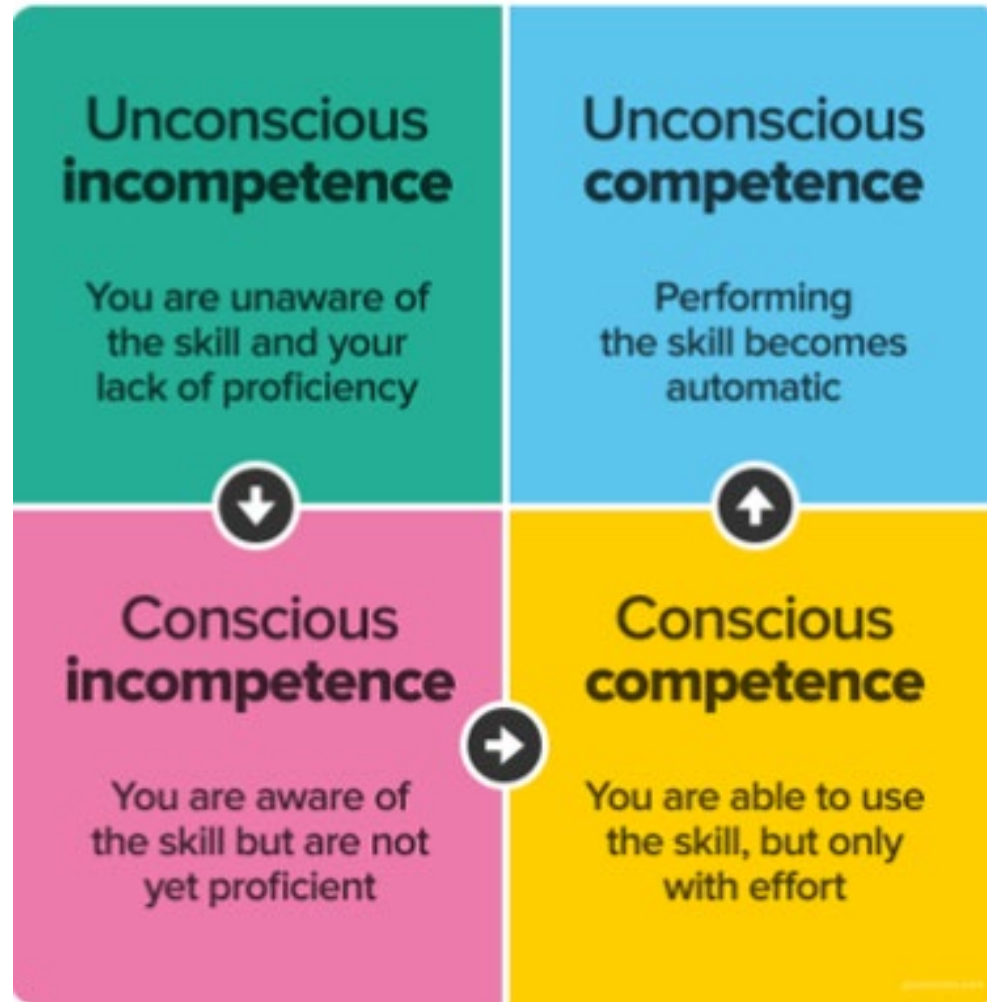 Unconscious
incompetence
You are unaware of
the skill and your
lack of proficiency
Unconscious
competence
Performing
the skill becomes
automatic
Conscious
incompetence
You are aware of
the skill but are not
yet proficient
Conscious
competence
You are able to use
the skill, but only
with effort